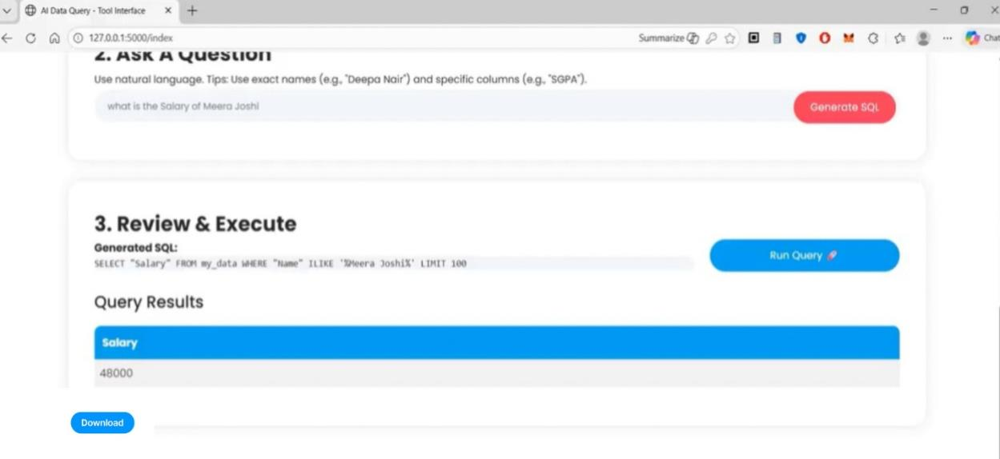 AI Data Query - Tool Interface
127.0.0.1:5000/index
Summarize
Chat
2. Ask A Question
Use natural language. Tips: Use exact names (e.g., "Deepa Nair") and specific columns (e.g., "SGPA").
what is the Salary of Meera Joshi
Generate SQL
3. Review & Execute
Generated SQL:
SELECT "Salary" FROM my_data WHERE "Name" ILIKE '%Meera Joshi%' LIMIT 100
Run Query 🚀
Query Results
Salary
48000
Download